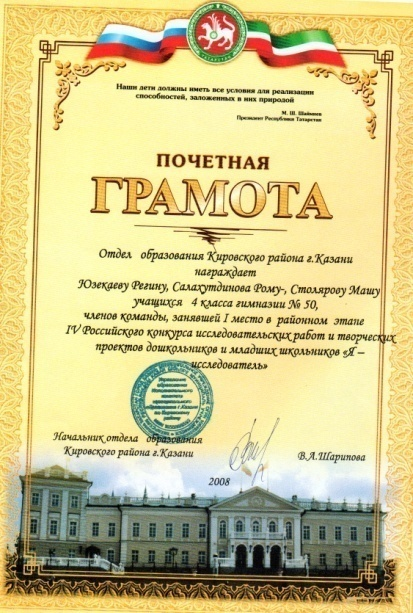 Наши дети должны иметь все условия для реализации
способностей, заложенных в них природой
М. Ш. Шаймиев
Президент Республики Татарстан
ПОЧЕТНАЯ
ГРАМОТА
Отдел образования Кировского района г.Казани
награждает
Юзекаеву Регину, Салахутдинова Рому-, Столярову Машу
учащихся 4 класса гимназии № 50,
членов команды, занявшей I место в районном этапе
IV Российского конкурса исследовательских работ и творческих
проектов дошкольников и младших школьников «Я –
исследователь»
Начальник отдела образования
Кировского района г.Казани
В.А.Шарипова
2008